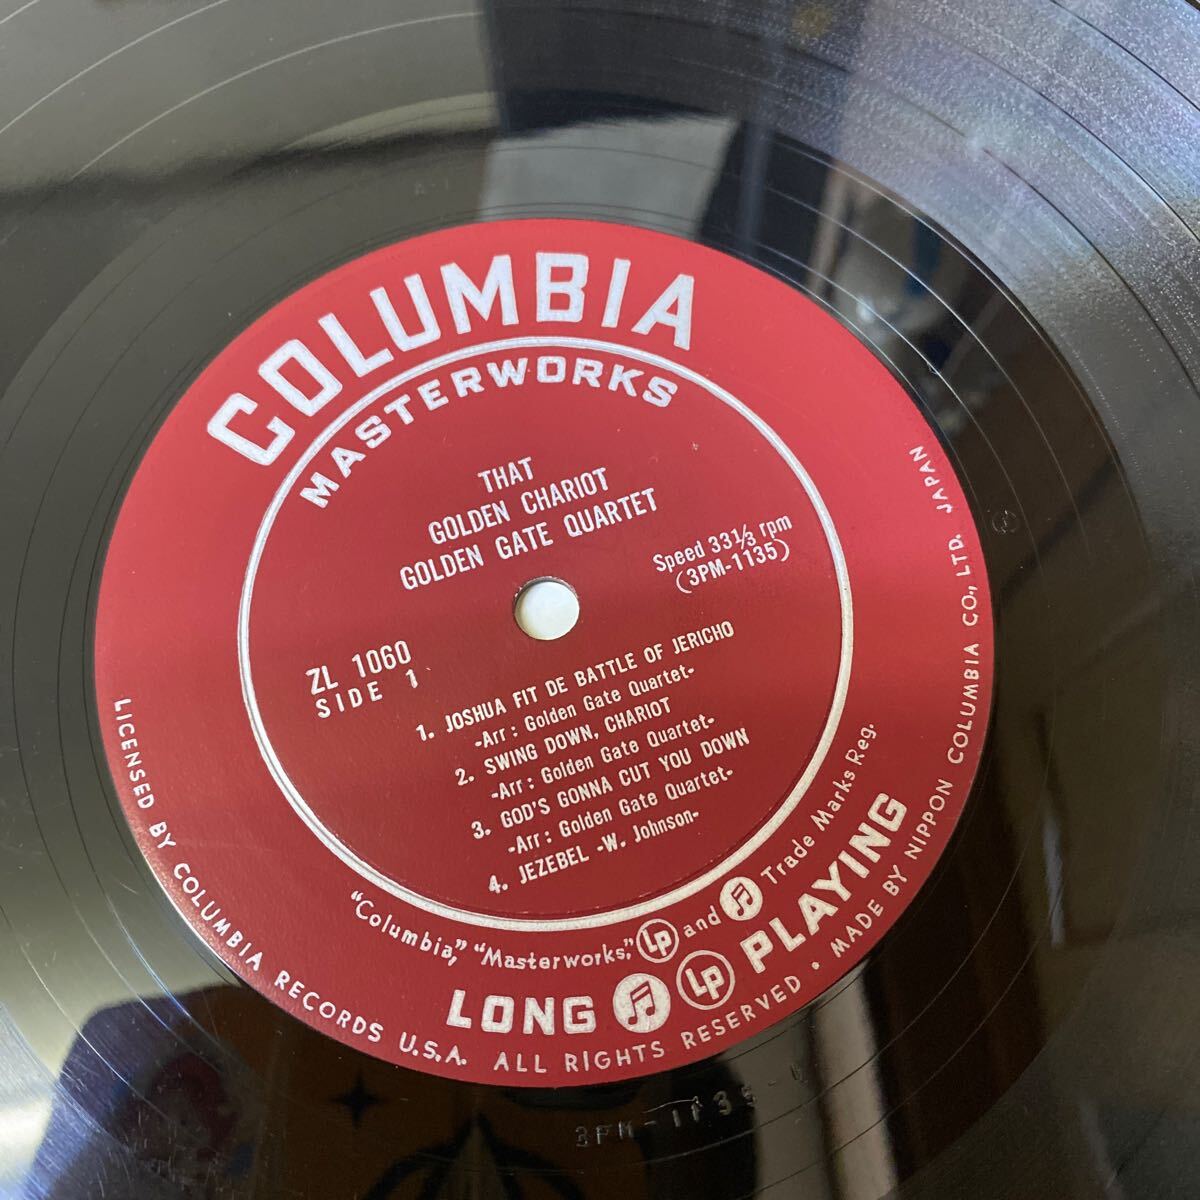 COLUMBIA
MASTERWORKS
THAT
GOLDEN CHARIOT
GOLDEN GATE QUARTET
Speed 33⅓ rpm
(3PM-1135)
ZL 1060
SIDE 1
1. JOSHUA FIT DE BATTLE OF JERICHO
-Arr: Golden Gate Quartet-
2. SWING DOWN, CHARIOT
-Arr: Golden Gate Quartet-
3. GOD'S GONNA CUT YOU DOWN
-Arr: Golden Gate Quartet-
4. JEZEBEL -W. Johnson-
"Columbia," "Masterworks," LP and Trade Marks Reg.
LONG LP PLAYING
LICENSED BY COLUMBIA RECORDS U.S.A. ALL RIGHTS RESERVED • MADE BY NIPPON COLUMBIA CO., LTD. JAPAN